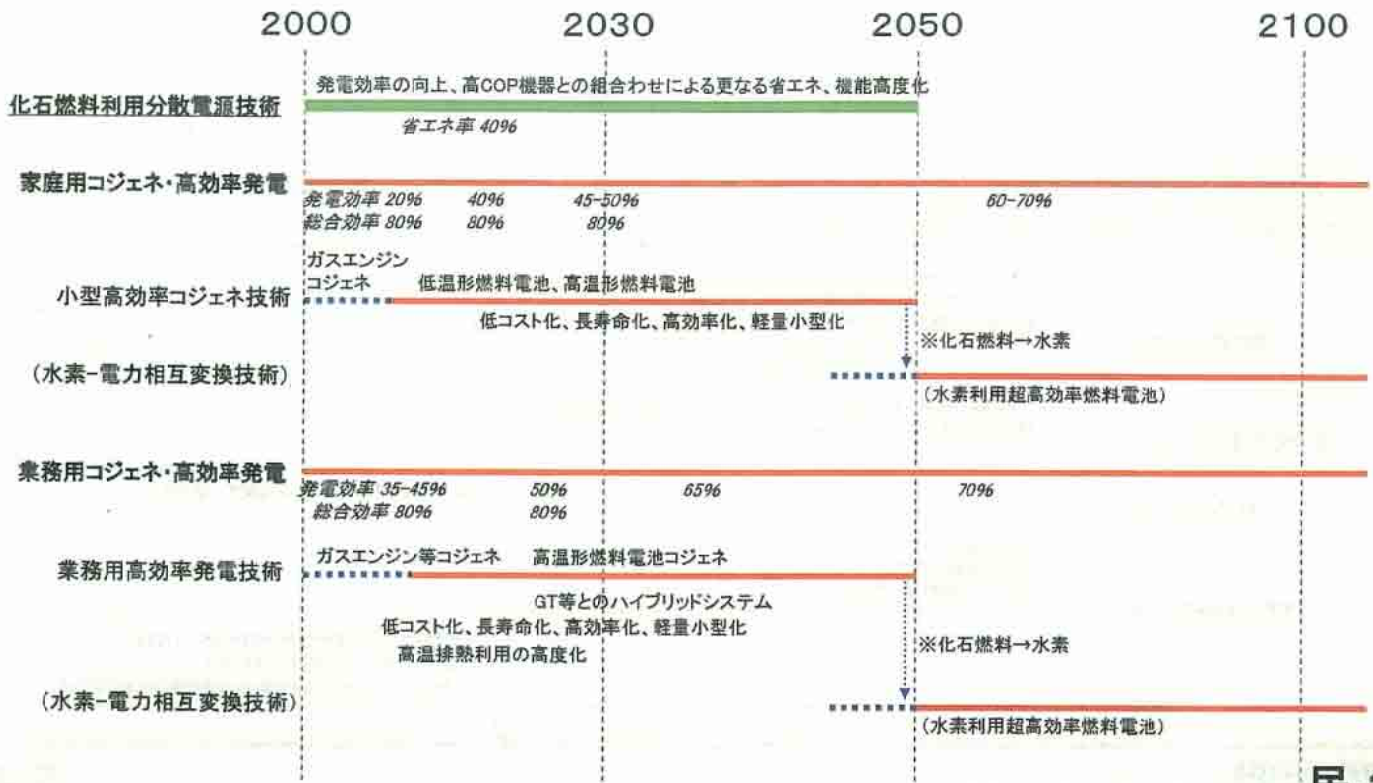 2000 2030 2050 2100
発電効率の向上、高COP機器との組合わせによる更なる省エネ、機能高度化
化石燃料利用分散電源技術
省エネ率 40%
家庭用コジェネ・高効率発電
発電効率 20% 40% 45-50% 60-70%
総合効率 80% 80% 80%
ガスエンジン
コジェネ 低温形燃料電池、高温形燃料電池
小型高効率コジェネ技術
低コスト化、長寿命化、高効率化、軽量小型化
※化石燃料→水素
(水素-電力相互変換技術)
(水素利用超高効率燃料電池)
業務用コジェネ・高効率発電
発電効率 35-45% 50% 65% 70%
総合効率 80% 80%
ガスエンジン等コジェネ 高温形燃料電池コジェネ
業務用高効率発電技術
GT等とのハイブリッドシステム
低コスト化、長寿命化、高効率化、軽量小型化
※化石燃料→水素
高温排熱利用の高度化
(水素-電力相互変換技術)
(水素利用超高効率燃料電池)